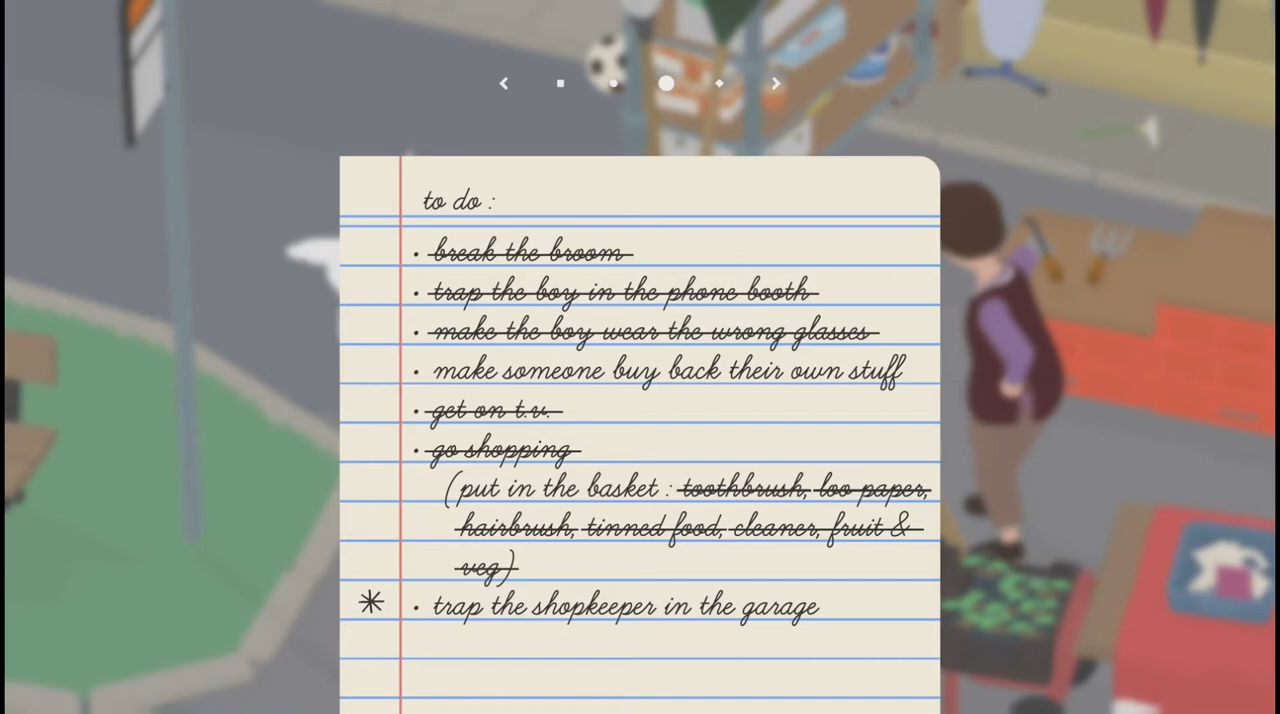 to do :
• break the broom
• trap the boy in the phone booth
• make the boy wear the wrong glasses
• make someone buy back their own stuff
• get on t.v.
• go shopping
(put in the basket : toothbrush, loo paper,
hairbrush, tinned food, cleaner, fruit &
veg)
* • trap the shopkeeper in the garage